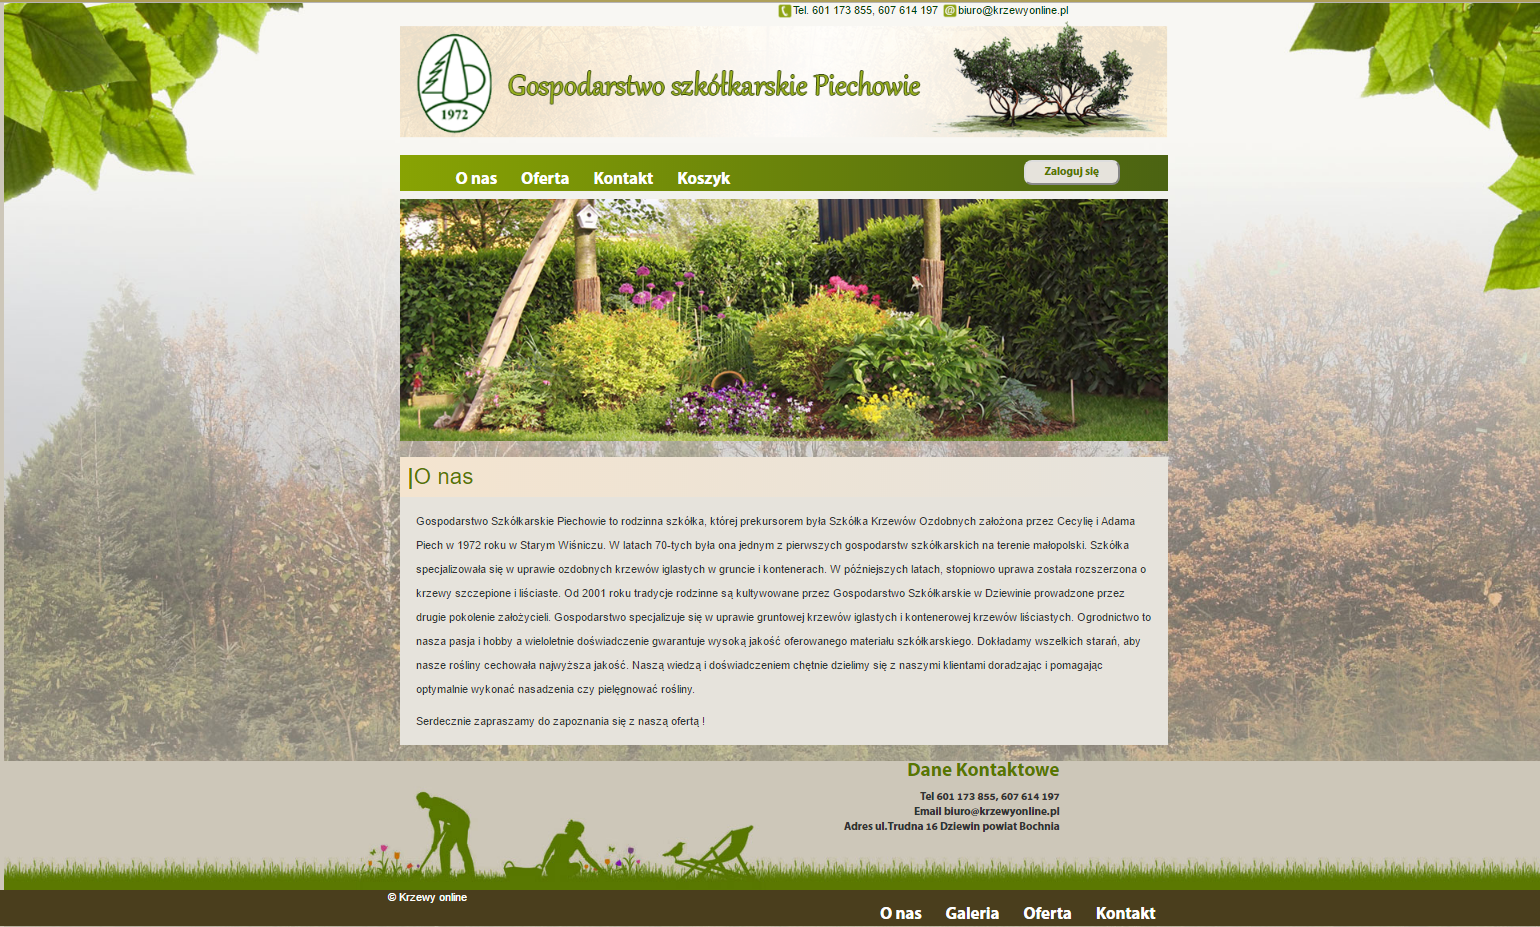 Tel. 601 173 855, 607 614 197 biuro@krzewyonline.pl
1972
Gospodarstwo szkółkarskie Piechowie
O nas Oferta Kontakt Koszyk Zaloguj się
O nas
Gospodarstwo Szkółkarskie Piechowie to rodzinna szkółka, której prekursorem była Szkółka Krzewów Ozdobnych założona przez Cecylię i Adama
Piech w 1972 roku w Starym Wiśniczu. W latach 70-tych była ona jednym z pierwszych gospodarstw szkółkarskich na terenie małopolski. Szkółka
specjalizowała się w uprawie ozdobnych krzewów iglastych w gruncie i kontenerach. W późniejszych latach, stopniowo uprawa została rozszerzona o
krzewy szczepione i liściaste. Od 2001 roku tradycje rodzinne są kultywowane przez Gospodarstwo Szkółkarskie w Dziewinie prowadzone przez
drugie pokolenie założycieli. Gospodarstwo specjalizuje się w uprawie gruntowej krzewów iglastych i kontenerowej krzewów liściastych. Ogrodnictwo to
nasza pasja i hobby a wieloletnie doświadczenie gwarantuje wysoką jakość oferowanego materiału szkółkarskiego. Dokładamy wszelkich starań, aby
nasze rośliny cechowała najwyższa jakość. Naszą wiedzą i doświadczeniem chętnie dzielimy się z naszymi klientami doradzając i pomagając
optymalnie wykonać nasadzenia czy pielęgnować rośliny.
Serdecznie zapraszamy do zapoznania się z naszą ofertą !
Dane Kontaktowe
Tel 601 173 855, 607 614 197
Email biuro@krzewyonline.pl
Adres ul.Trudna 16 Dziewin powiat Bochnia
© Krzewy online
O nas Galeria Oferta Kontakt